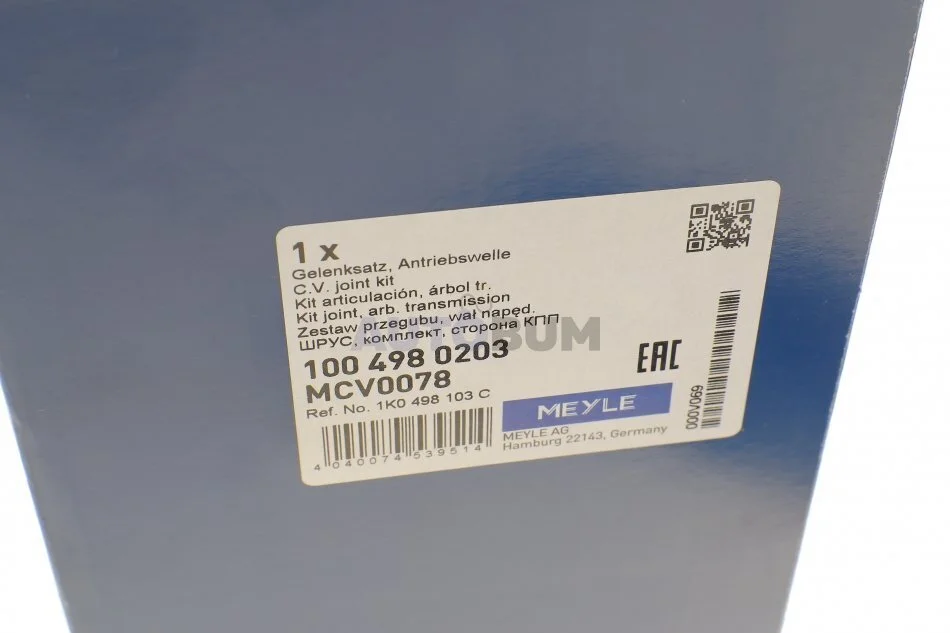 1 x
Gelenksatz, Antriebswelle
C.V. joint kit
Kit articulación, árbol tr.
Kit joint, arb. transmission
Zestaw przegubu, wał napęd.
ШРУС, комплект, сторона КПП
AUTOBUM
100 498 0203
MCV0078
Ref. No. 1K0 498 103 C
EAC
MEYLE
MEYLE AG
Hamburg 22143, Germany
4 040074 539514
000V069